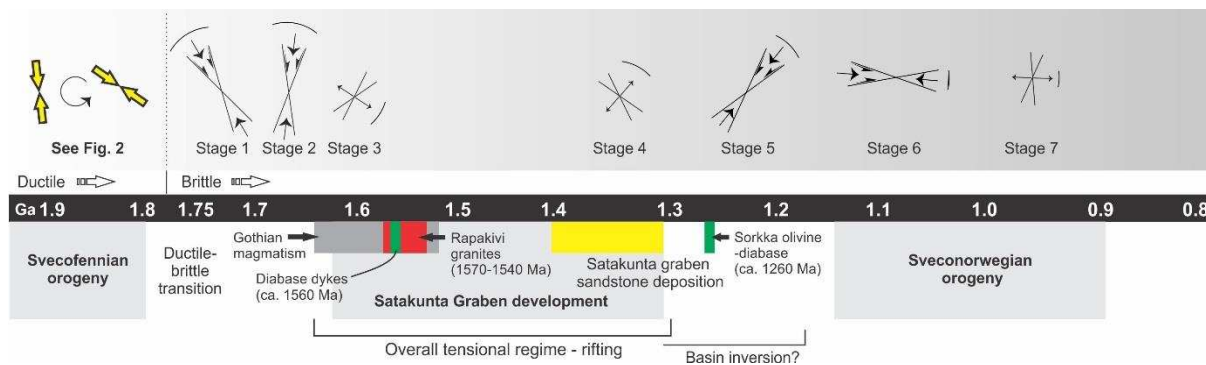 See Fig. 2
Stage 1
Stage 2
Stage 3
Stage 4
Stage 5
Stage 6
Stage 7
Ductile
Brittle
Ga 1.9 1.8 1.75 1.7 1.6 1.5 1.4 1.3 1.2 1.1 1.0 0.9 0.8
Svecofennian
orogeny
Ductile-
brittle
transition
Gothian
magmatism
Diabase dykes
(ca. 1560 Ma)
Rapakivi
granites
(1570-1540 Ma)
Satakunta graben
sandstone deposition
Sorkka olivine
-diabase
(ca. 1260 Ma)
Sveconorwegian
orogeny
Satakunta Graben development
Overall tensional regime - rifting
Basin inversion?